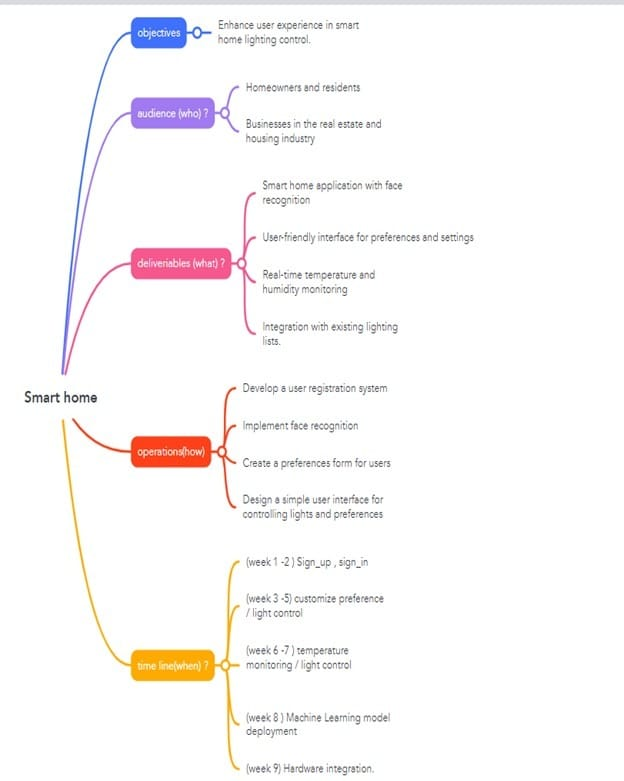 objectives
Enhance user experience in smart
home lighting control.
audience (who) ?
Homeowners and residents
Businesses in the real estate and
housing industry
deliveriables (what) ?
Smart home application with face
recognition
User-friendly interface for preferences and settings
Real-time temperature and
humidity monitoring
Integration with existing lighting
lists.
Smart home
operations(how)
Develop a user registration system
Implement face recognition
Create a preferences form for users
Design a simple user interface for
controlling lights and preferences
time line(when) ?
(week 1 -2 ) Sign_up , sign_in
(week 3 -5) customize preference
/ light control
(week 6 -7 ) temperature
monitoring / light control
(week 8 ) Machine Learning model
deployment
(week 9) Hardware integration.